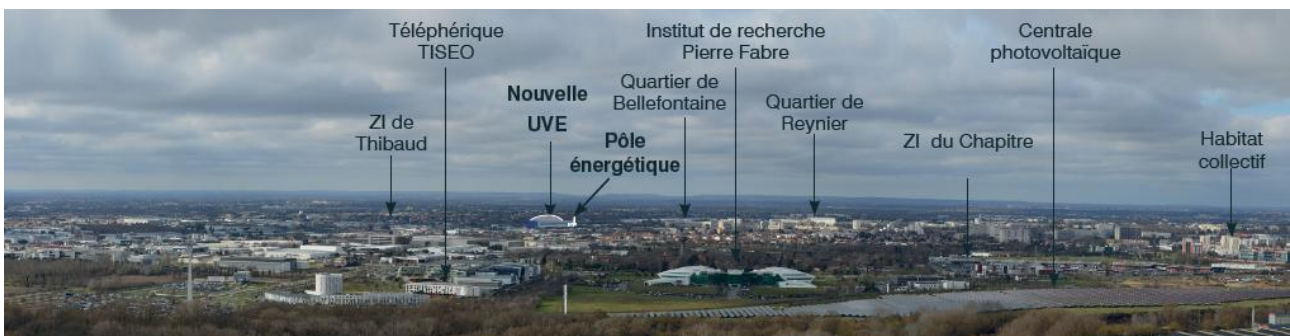 Téléphérique
TISEO
Institut de recherche
Pierre Fabre
Centrale
photovoltaïque
Nouvelle
UVE
Quartier de
Bellefontaine
Quartier de
Reynier
ZI de
Thibaud
Pôle
énergétique
ZI du Chapitre
Habitat
collectif